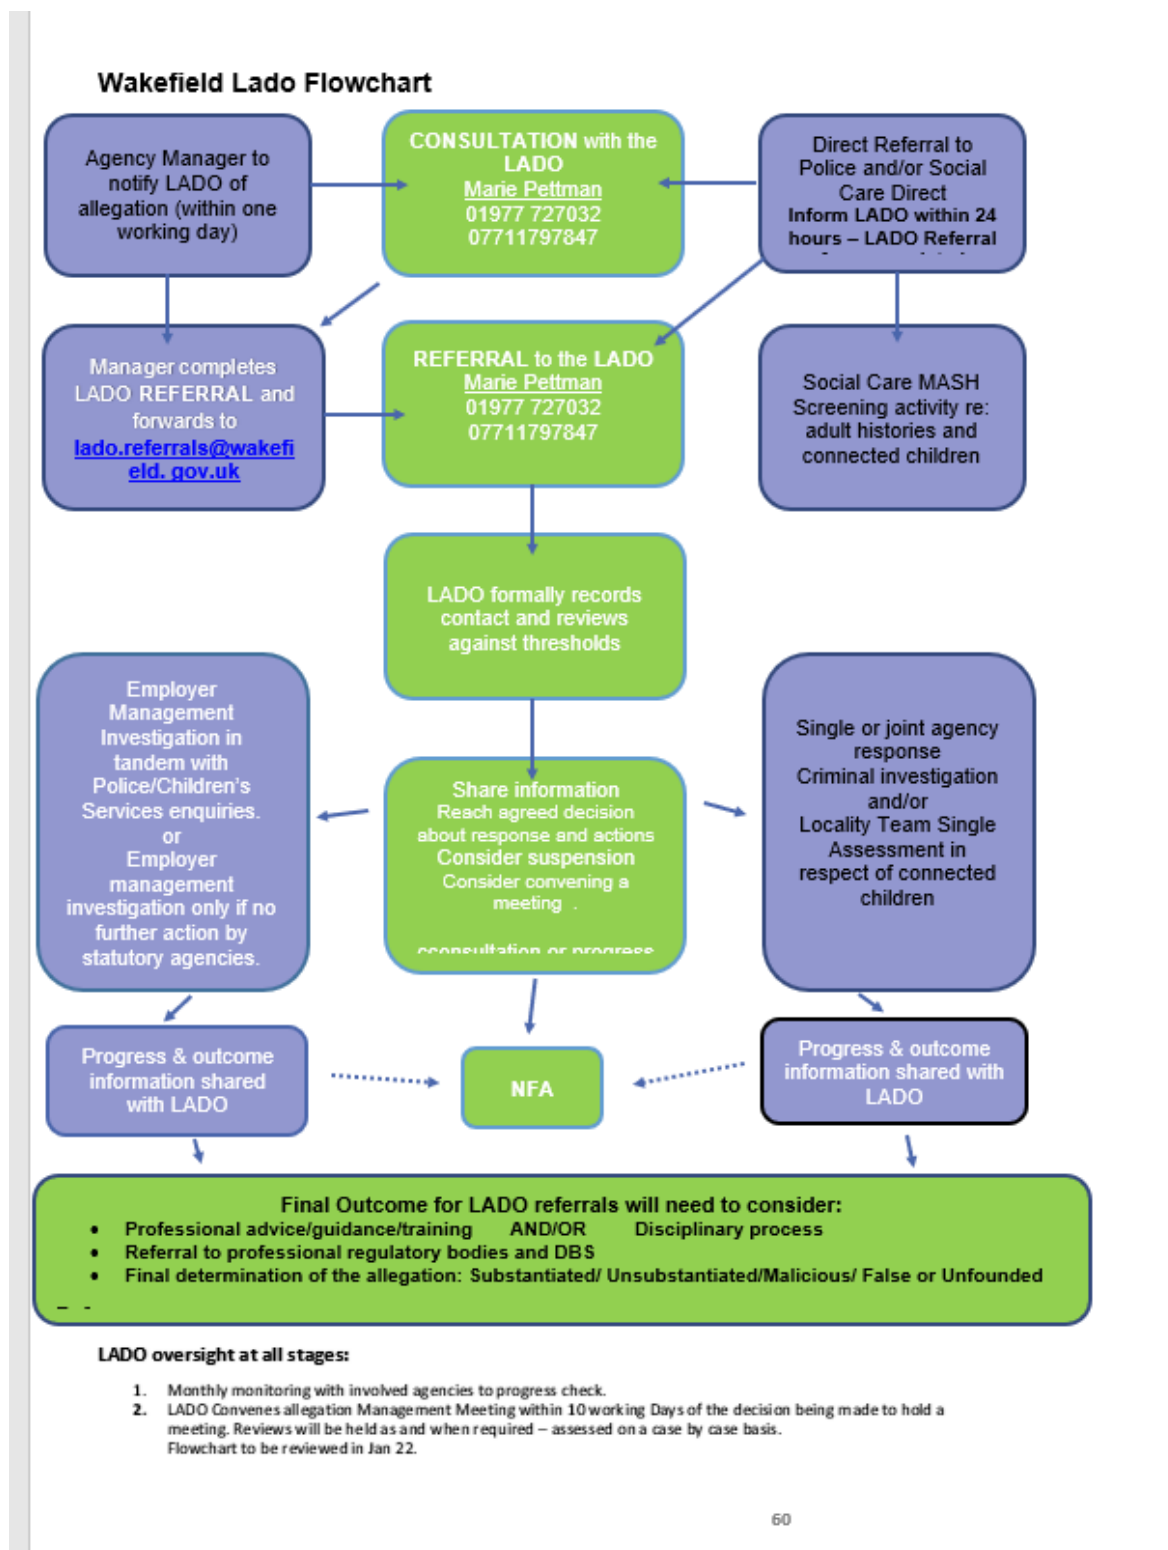 Wakefield Lado Flowchart
Agency Manager to
notify LADO of
allegation (within one
working day)
CONSULTATION with the
LADO
Marie Pettman
01977 727032
07711797847
Direct Referral to
Police and/or Social
Care Direct
Inform LADO within 24
hours – LADO Referral
Manager completes
LADO REFERRAL and
forwards to
lado.referrals@wakefi
eld. gov.uk
REFERRAL to the LADO
Marie Pettman
01977 727032
07711797847
Social Care MASH
Screening activity re:
adult histories and
connected children
LADO formally records
contact and reviews
against thresholds
Employer
Management
Investigation in
tandem with
Police/Children's
Services enquiries.
or
Employer
management
investigation only if no
further action by
statutory agencies.
Share information
Reach agreed decision
about response and actions
Consider suspension
Consider convening a
meeting .
cconsultation or progress
Single or joint agency
response
Criminal investigation
and/or
Locality Team Single
Assessment in
respect of connected
children
Progress & outcome
information shared
with LADO
NFA
Progress & outcome
information shared with
LADO
Final Outcome for LADO referrals will need to consider:
• Professional advice/guidance/training AND/OR Disciplinary process
• Referral to professional regulatory bodies and DBS
• Final determination of the allegation: Substantiated/ Unsubstantiated/Malicious/ False or Unfounded
LADO oversight at all stages:
1. Monthly monitoring with involved agencies to progress check.
2. LADO Convenes allegation Management Meeting within 10 working Days of the decision being made to hold a
meeting. Reviews will be held as and when required – assessed on a case by case basis.
Flowchart to be reviewed in Jan 22.
60